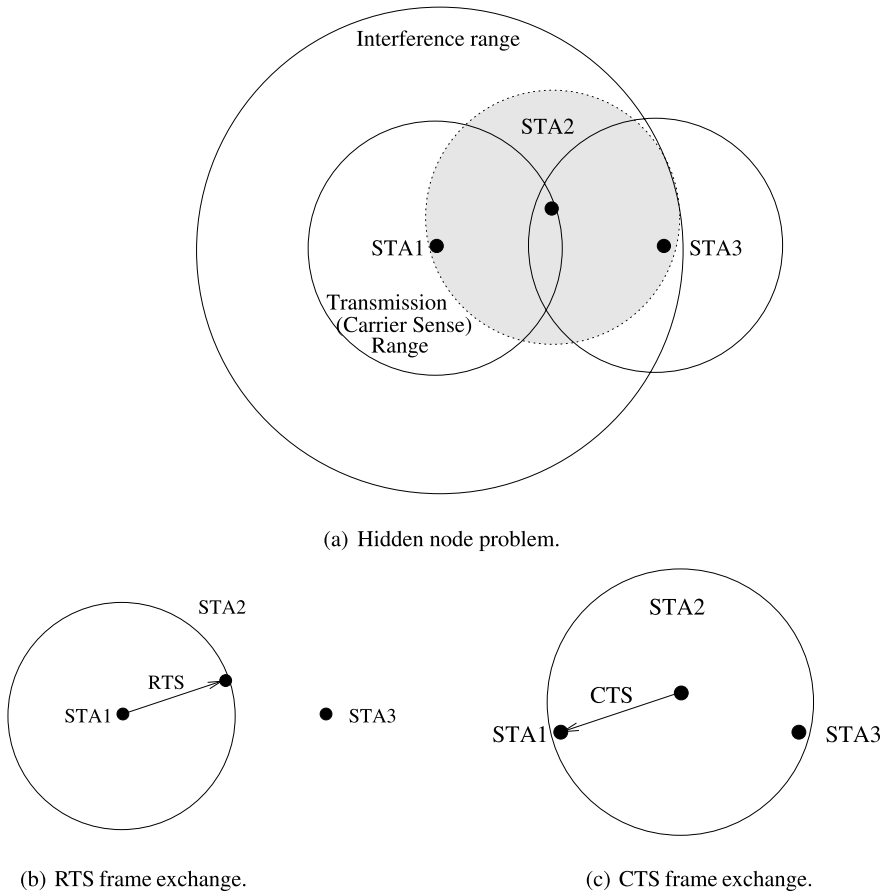 Interference range
STA2
STA1
STA3
Transmission
(Carrier Sense)
Range
(a) Hidden node problem.
STA2
RTS
STA1
STA3
STA2
CTS
STA1
STA3
(b) RTS frame exchange.
(c) CTS frame exchange.